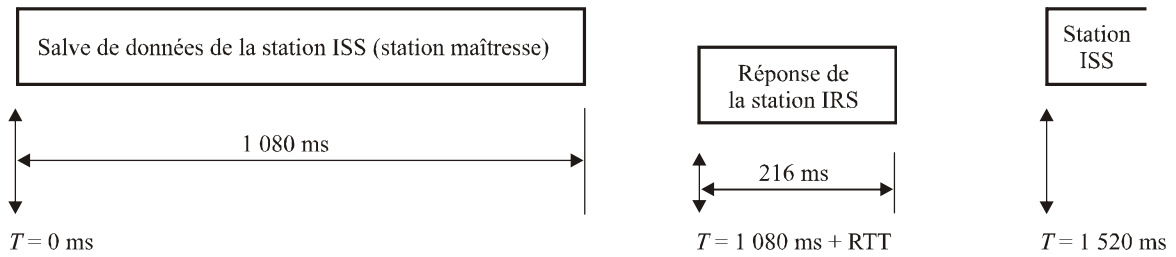 Salve de données de la station ISS (station maîtresse)
Réponse de
la station IRS
Station
ISS
1 080 ms
216 ms
T = 0 ms
T = 1 080 ms + RTT
T = 1 520 ms